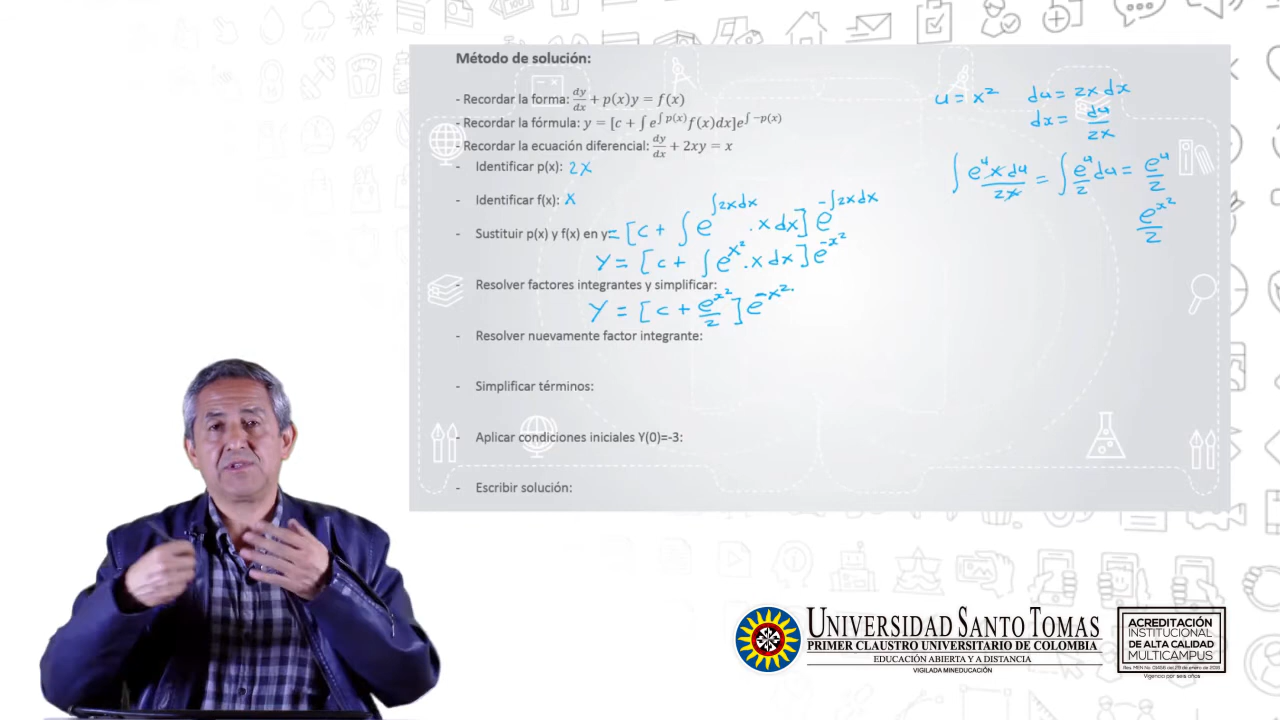 Método de solución:
- Recordar la forma: dy/dx + p(x)y = f(x)
- Recordar la fórmula: y = [c + ∫ e^∫p(x) f(x)dx]e^∫−p(x)
- Recordar la ecuación diferencial: dy/dx + 2xy = x
- Identificar p(x): 2x
- Identificar f(x): x
- Sustituir p(x) y f(x) en y: = [c + ∫ e^∫2xdx . x dx] e^−∫2xdx
y = [c + ∫ e^x² . x dx] e^−x²
- Resolver factores integrantes y simplificar:
y = [c + e^x²/2] e^−x².
- Resolver nuevamente factor integrante:
- Simplificar términos:
- Aplicar condiciones iniciales Y(0)=-3:
- Escribir solución:
u = x² du = 2x dx
dx = du/2x
∫ e^u x du/2x = ∫ e^u/2 du = e^u/2
e^x²/2
UNIVERSIDAD SANTO TOMAS
PRIMER CLAUSTRO UNIVERSITARIO DE COLOMBIA
EDUCACIÓN ABIERTA Y A DISTANCIA
VIGILADA MINEDUCACIÓN
ACREDITACIÓN
INSTITUCIONAL
DE ALTA CALIDAD
MULTICAMPUS